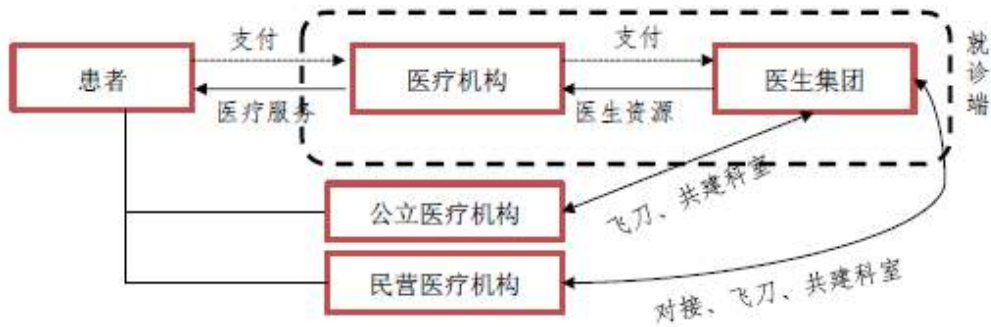 支付
支付
患者
医疗机构
医生集团
就诊端
医疗服务
医生资源
公立医疗机构
飞刀、共建科室
民营医疗机构
对接、飞刀、共建科室